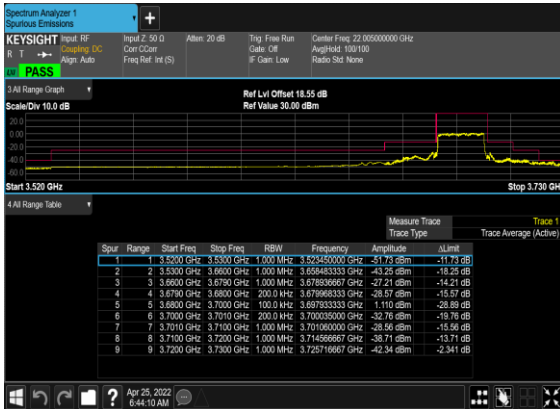 Spectrum Analyzer 1
Spurious Emissions
KEYSIGHT Input: RF Input Z: 50 Ω Atten: 20 dB Trig: Free Run Center Freq: 22.005000000 GHz
R T Coupling: DC Corr CCorr Gate: Off Avg|Hold: 100/100
Align: Auto Freq Ref: Int (S) IF Gain: Low Radio Std: None
LXI PASS
3 All Range Graph
Ref Lvl Offset 18.55 dB
Scale/Div 10.0 dB Ref Value 30.00 dBm
20.0
0.00
-20.0
-40.0
-60.0
Start 3.520 GHz Stop 3.730 GHz
4 All Range Table
Measure Trace Trace 1
Trace Type Trace Average (Active)
Spur Range Start Freq Stop Freq RBW Frequency Amplitude ΔLimit
1 1 3.5200 GHz 3.5300 GHz 1.000 MHz 3.523450000 GHz -51.73 dBm -11.73 dB
2 2 3.5300 GHz 3.6600 GHz 1.000 MHz 3.658483333 GHz -43.25 dBm -18.25 dB
3 3 3.6600 GHz 3.6790 GHz 1.000 MHz 3.678936667 GHz -27.21 dBm -14.21 dB
4 4 3.6790 GHz 3.6800 GHz 200.0 kHz 3.679968333 GHz -28.57 dBm -15.57 dB
5 5 3.6800 GHz 3.7000 GHz 100.0 kHz 3.697933333 GHz 1.110 dBm -28.89 dB
6 6 3.7000 GHz 3.7010 GHz 200.0 kHz 3.700035000 GHz -32.76 dBm -19.76 dB
7 7 3.7010 GHz 3.7100 GHz 1.000 MHz 3.701060000 GHz -28.56 dBm -15.56 dB
8 8 3.7100 GHz 3.7200 GHz 1.000 MHz 3.714566667 GHz -38.71 dBm -13.71 dB
9 9 3.7200 GHz 3.7300 GHz 1.000 MHz 3.725716667 GHz -42.34 dBm -2.341 dB
Apr 25, 2022
6:44:10 AM